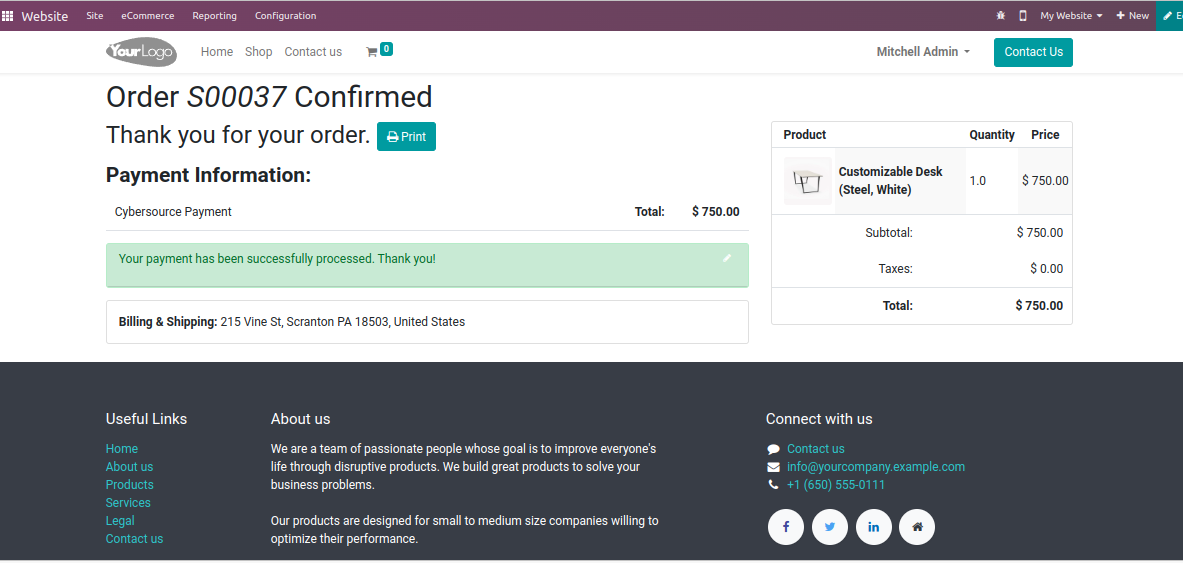 Website Site eCommerce Reporting Configuration My Website New
YourLogo Home Shop Contact us 0 Mitchell Admin Contact Us
Order S00037 Confirmed
Thank you for your order. Print
Payment Information:
Cybersource Payment Total: $ 750.00
Your payment has been successfully processed. Thank you!
Billing & Shipping: 215 Vine St, Scranton PA 18503, United States
Product Quantity Price
Customizable Desk
(Steel, White)
1.0 $ 750.00
Subtotal: $ 750.00
Taxes: $ 0.00
Total: $ 750.00
Useful Links
Home
About us
Products
Services
Legal
Contact us
About us
We are a team of passionate people whose goal is to improve everyone's
life through disruptive products. We build great products to solve your
business problems.
Our products are designed for small to medium size companies willing to
optimize their performance.
Connect with us
Contact us
info@yourcompany.example.com
+1 (650) 555-0111